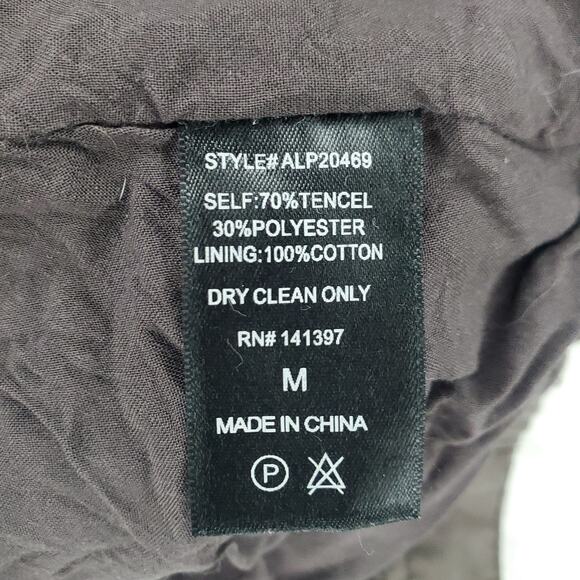 STYLE# ALP20469
SELF:70%TENCEL
30%POLYESTER
LINING:100%COTTON
DRY CLEAN ONLY
RN# 141397
M
MADE IN CHINA
P